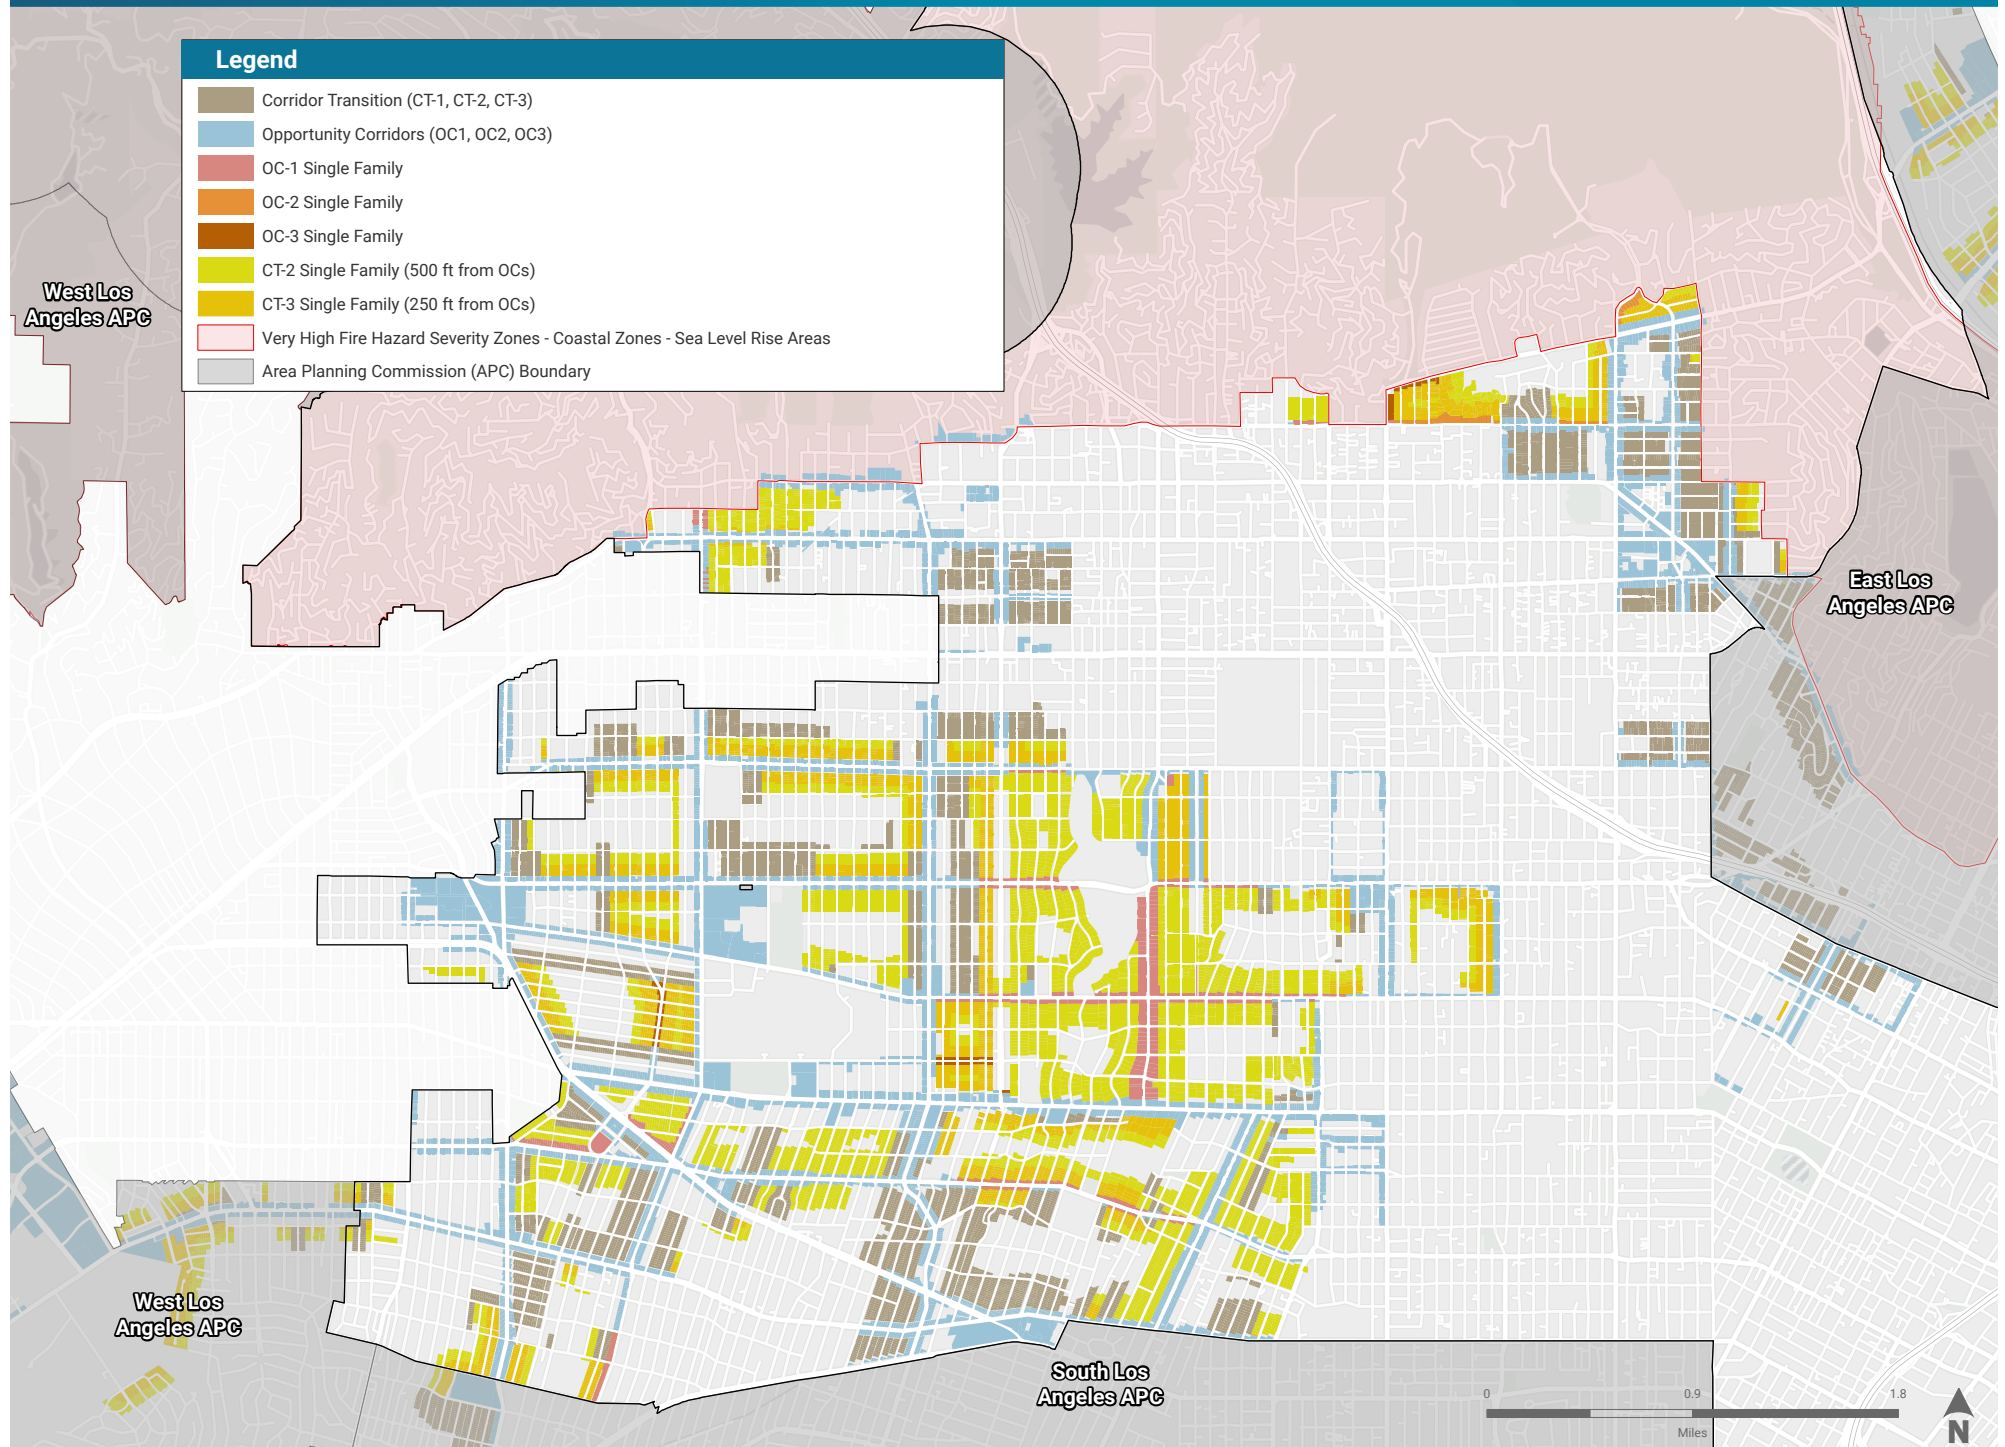 Legend
Corridor Transition (CT-1, CT-2, CT-3)
Opportunity Corridors (OC1, OC2, OC3)
OC-1 Single Family
OC-2 Single Family
OC-3 Single Family
CT-2 Single Family (500 ft from OCs)
CT-3 Single Family (250 ft from OCs)
Very High Fire Hazard Severity Zones - Coastal Zones - Sea Level Rise Areas
Area Planning Commission (APC) Boundary
West Los
Angeles APC
East Los
Angeles APC
West Los
Angeles APC
South Los
Angeles APC
0 0.9 1.8
Miles
N